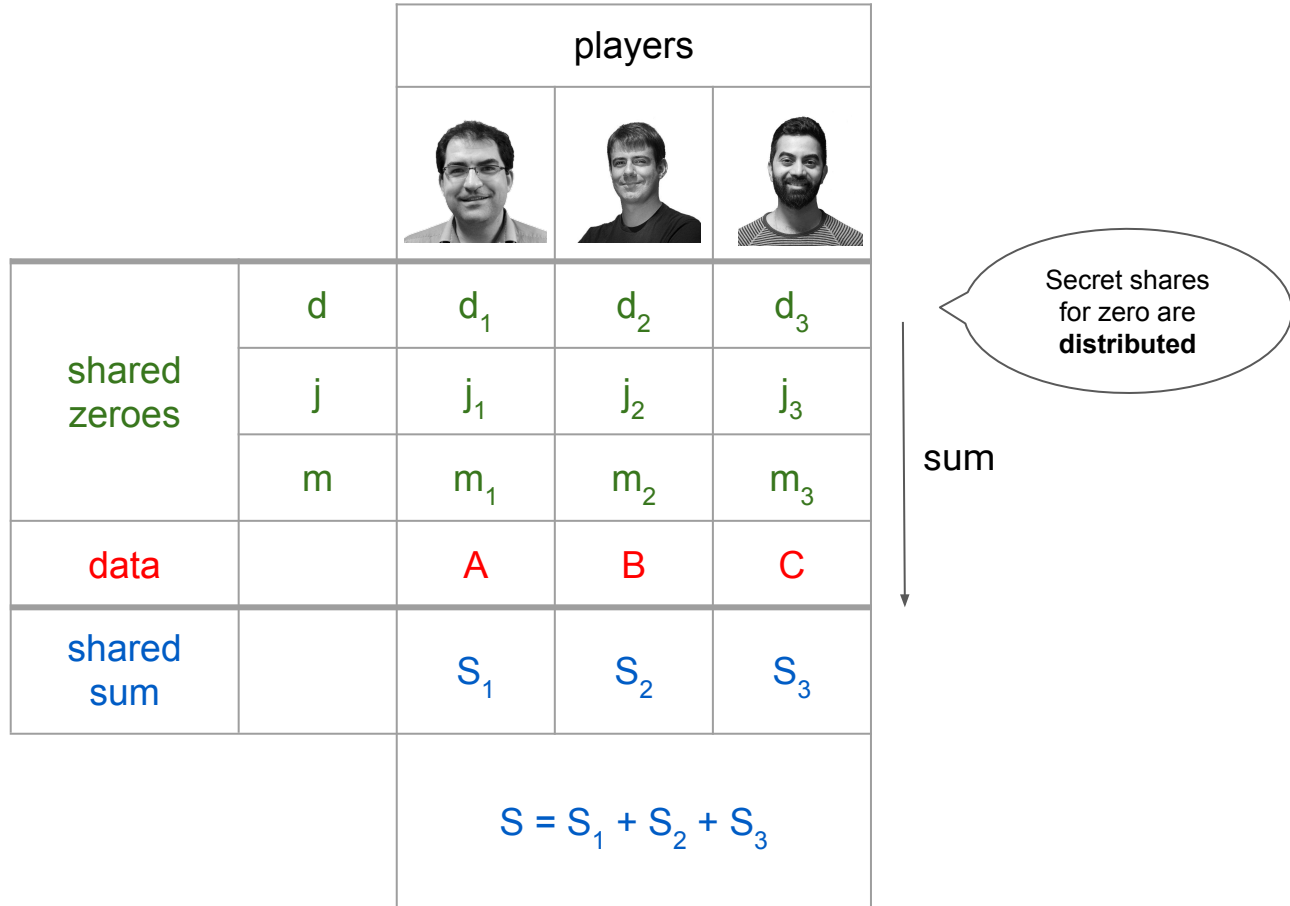 players
d d₁ d₂ d₃
Secret shares
for zero are
distributed
shared
zeroes
j j₁ j₂ j₃
m m₁ m₂ m₃
sum
data A B C
shared
sum
S₁ S₂ S₃
S = S₁ + S₂ + S₃